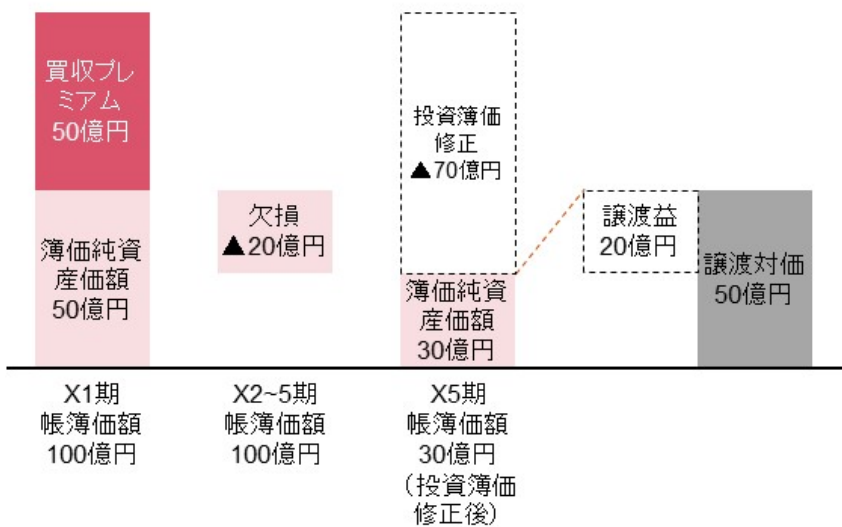 買収プレ
ミアム
50億円
簿価純資
産価額
50億円
欠損
▲20億円
投資簿価
修正
▲70億円
簿価純資
産価額
30億円
譲渡益
20億円
譲渡対価
50億円
X1期
帳簿価額
100億円
X2~5期
帳簿価額
100億円
X5期
帳簿価額
30億円
（投資簿価
修正後）